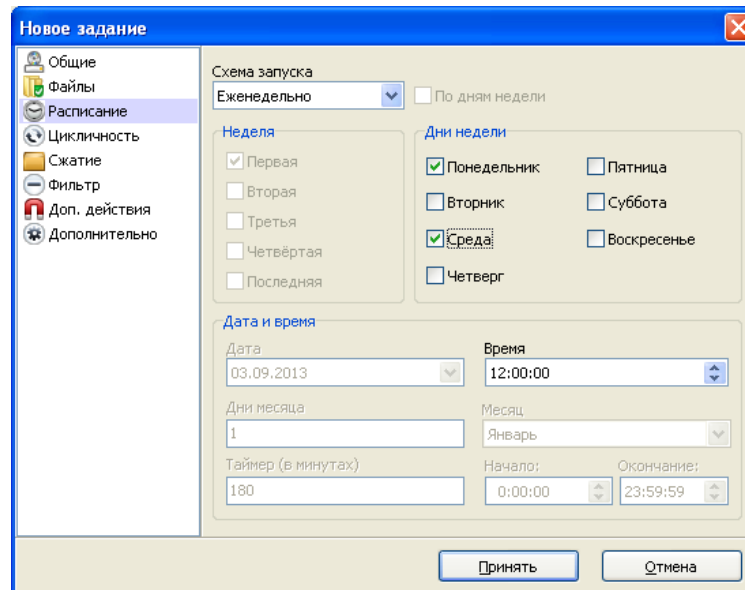 Новое задание
Общие
Файлы
Расписание
Цикличность
Сжатие
Фильтр
Доп. действия
Дополнительно
Схема запуска
Еженедельно
По дням недели
Неделя
Первая
Вторая
Третья
Четвёртая
Последняя
Дни недели
Понедельник
Вторник
Среда
Четверг
Пятница
Суббота
Воскресенье
Дата и время
Дата
03.09.2013
Время
12:00:00
Дни месяца
1
Месяц
Январь
Таймер (в минутах)
180
Начало:
0:00:00
Окончание:
23:59:59
Принять
Отмена